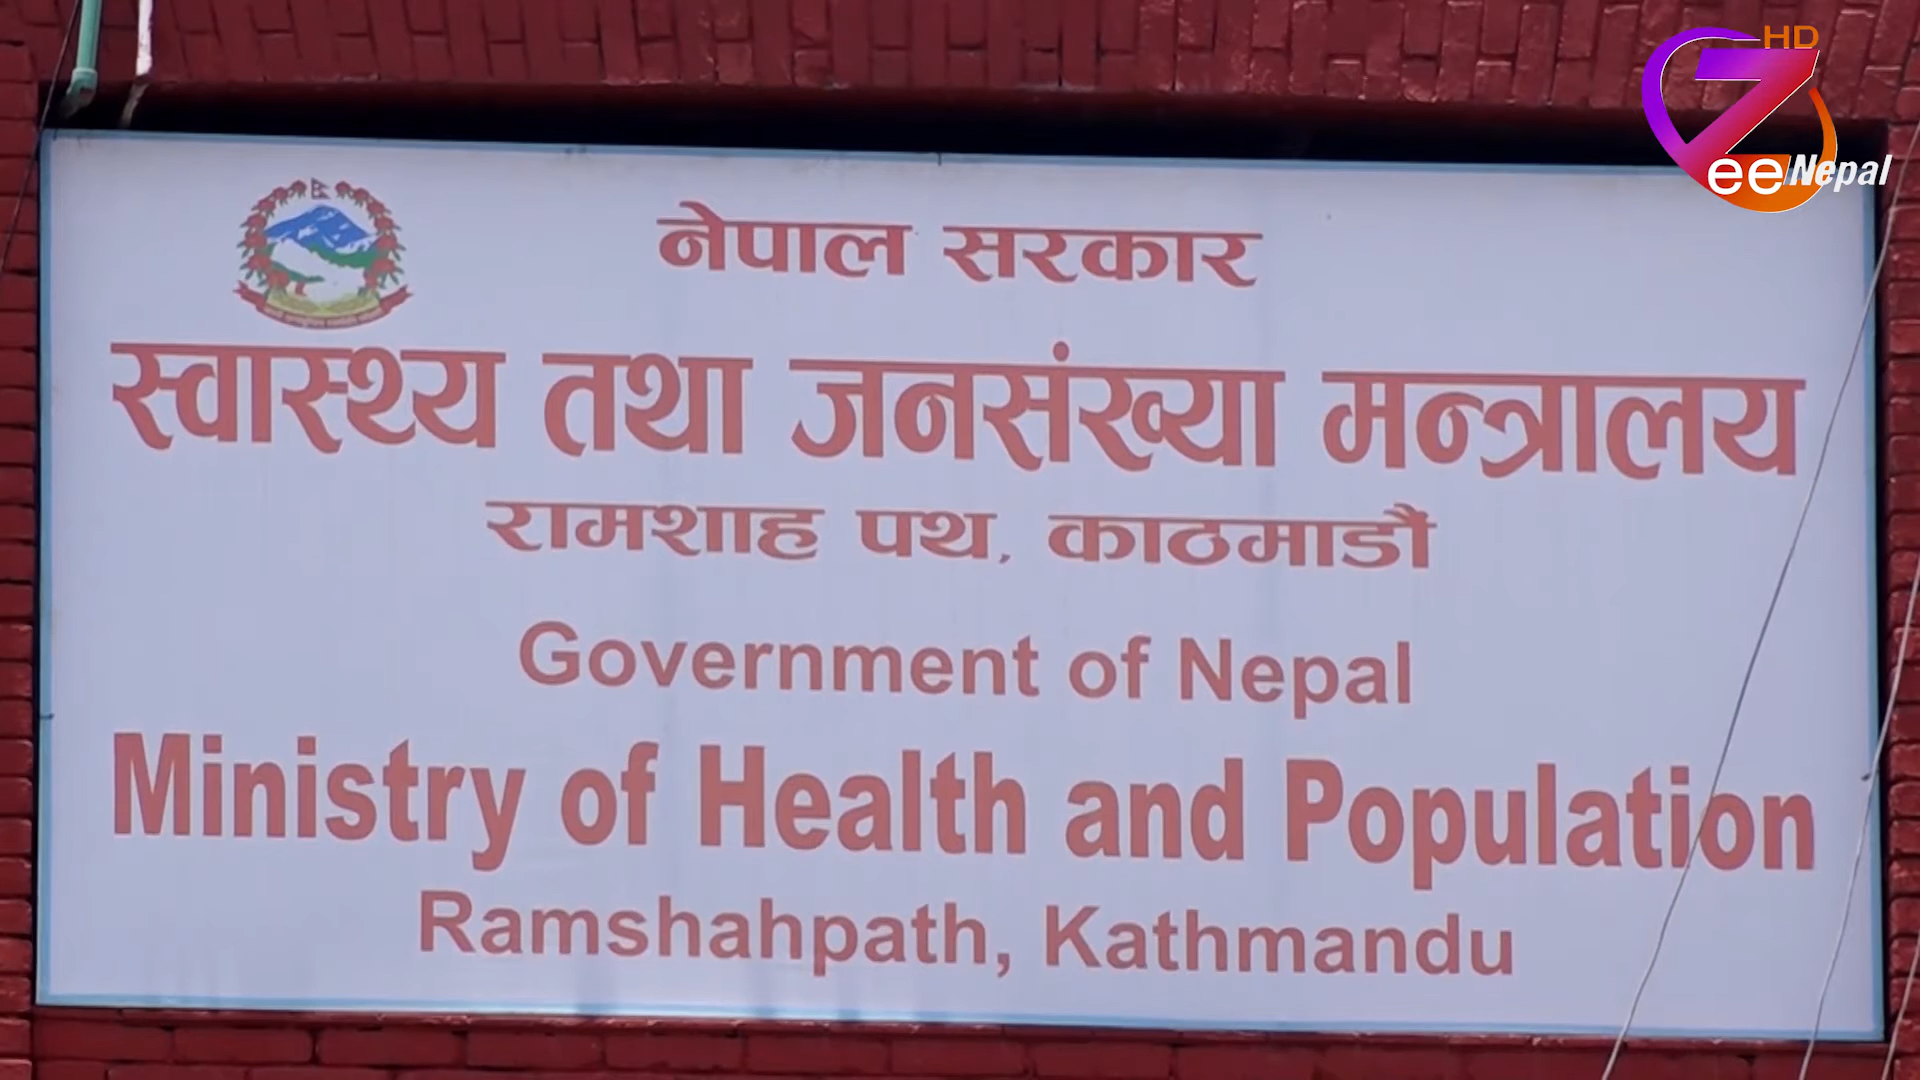 HD
Zee Nepal
नेपाल सरकार
स्वास्थ्य तथा जनसंख्या मन्त्रालय
रामशाह पथ, काठमाडौं
Government of Nepal
Ministry of Health and Population
Ramshahpath, Kathmandu